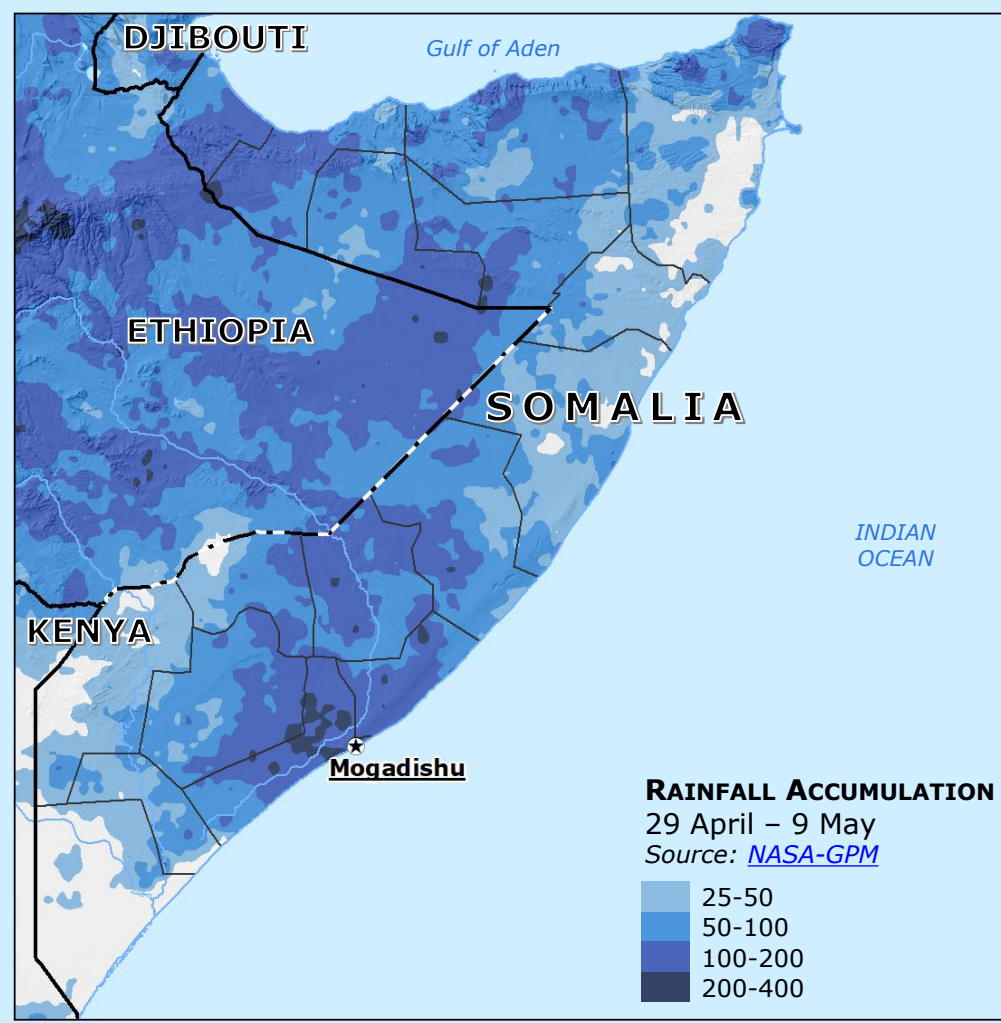 DJIBOUTI
Gulf of Aden
ETHIOPIA
SOMALIA
INDIAN
OCEAN
KENYA
Mogadishu
RAINFALL ACCUMULATION
29 April – 9 May
Source: NASA-GPM
25-50
50-100
100-200
200-400